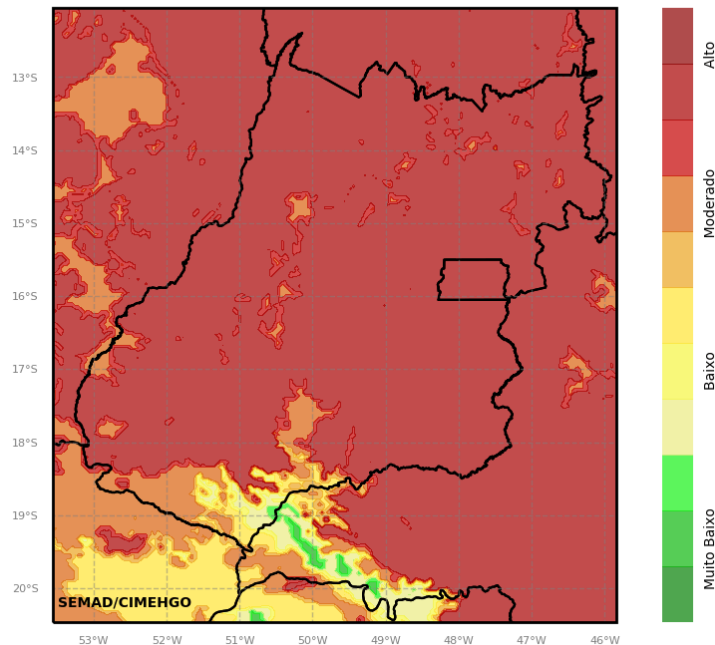 13°S
14°S
15°S
16°S
17°S
18°S
19°S
20°S
SEMAD/CIMEHGO
53°W
52°W
51°W
50°W
49°W
48°W
47°W
46°W
Alto
Moderado
Baixo
Muito Baixo